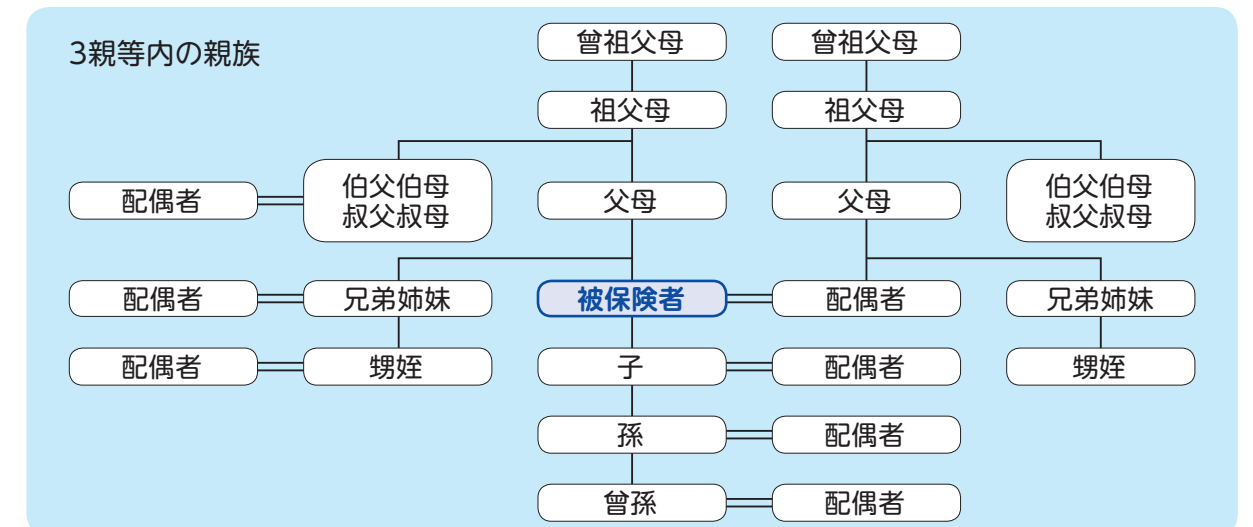 3親等内の親族
曾祖父母
曾祖父母
祖父母
祖父母
配偶者
伯父伯母
叔父叔母
父母
父母
伯父伯母
叔父叔母
配偶者
兄弟姉妹
被保険者
配偶者
兄弟姉妹
配偶者
甥姪
子
配偶者
甥姪
孫
配偶者
曾孫
配偶者